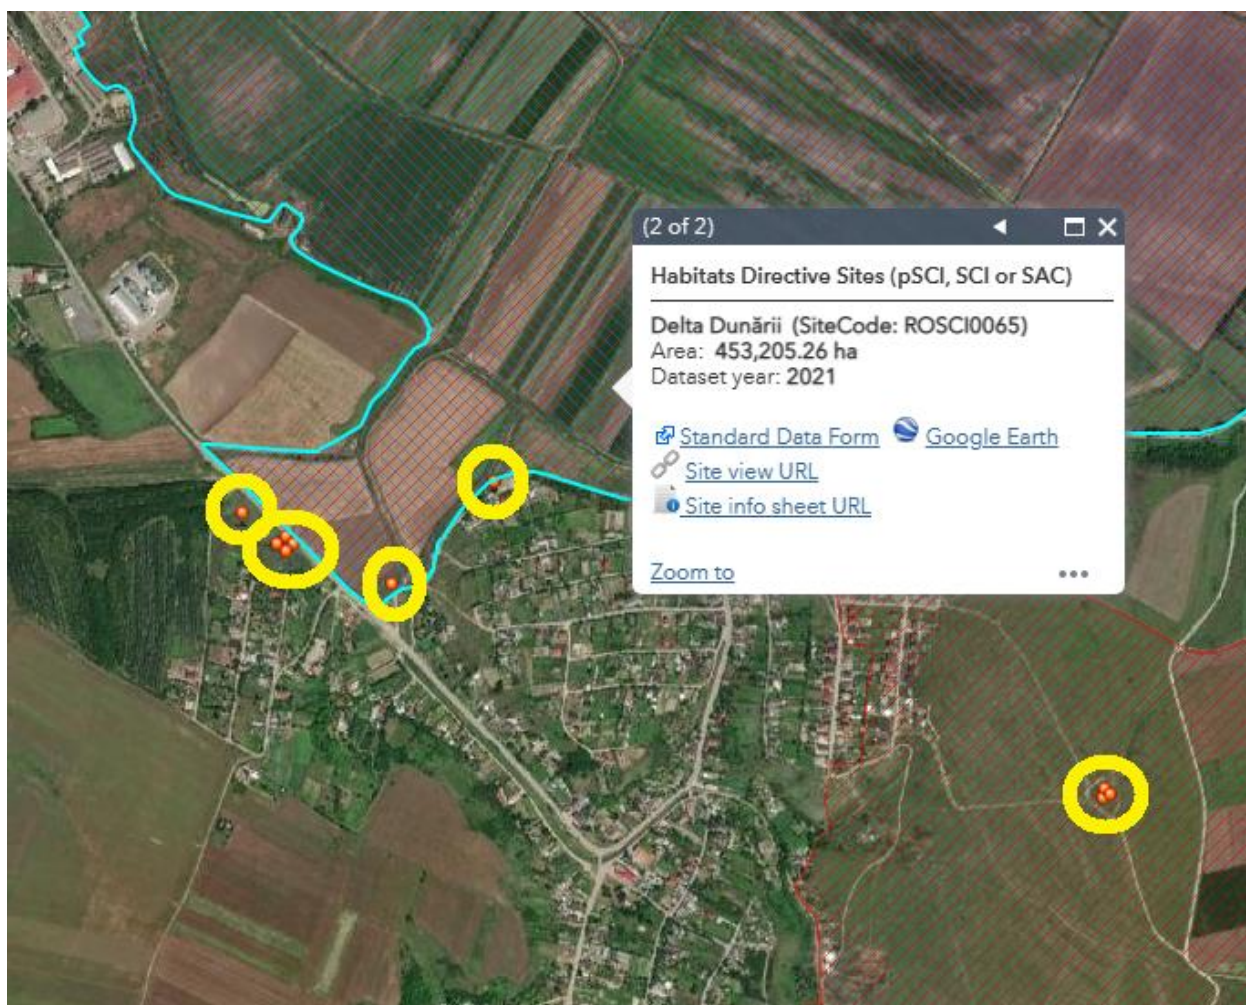 (2 of 2)
Habitats Directive Sites (pSCI, SCI or SAC)
Delta Dunării (SiteCode: ROSCI0065)
Area: 453,205.26 ha
Dataset year: 2021
Standard Data Form Google Earth
Site view URL
Site info sheet URL
Zoom to